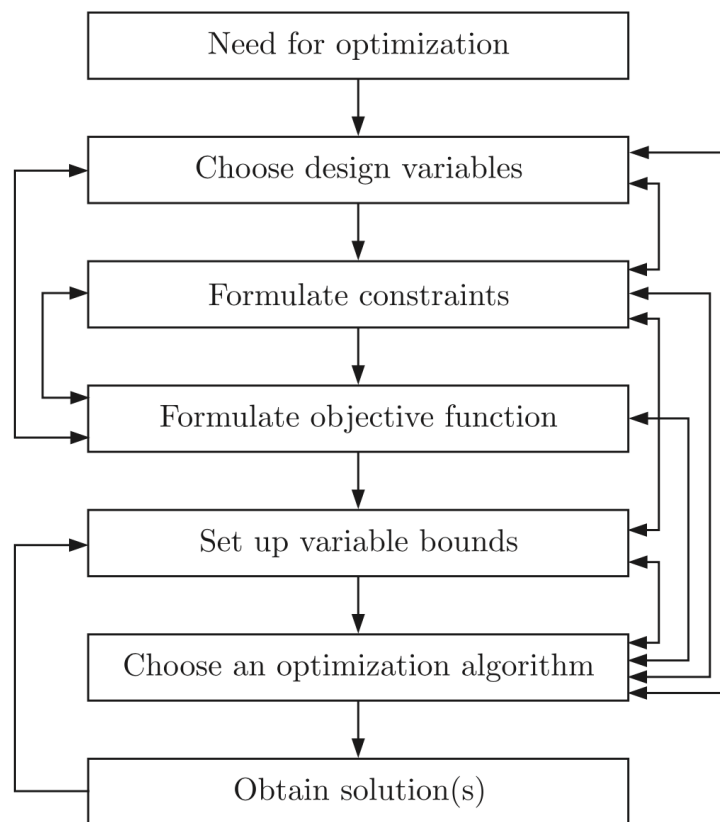 Need for optimization
Choose design variables
Formulate constraints
Formulate objective function
Set up variable bounds
Choose an optimization algorithm
Obtain solution(s)